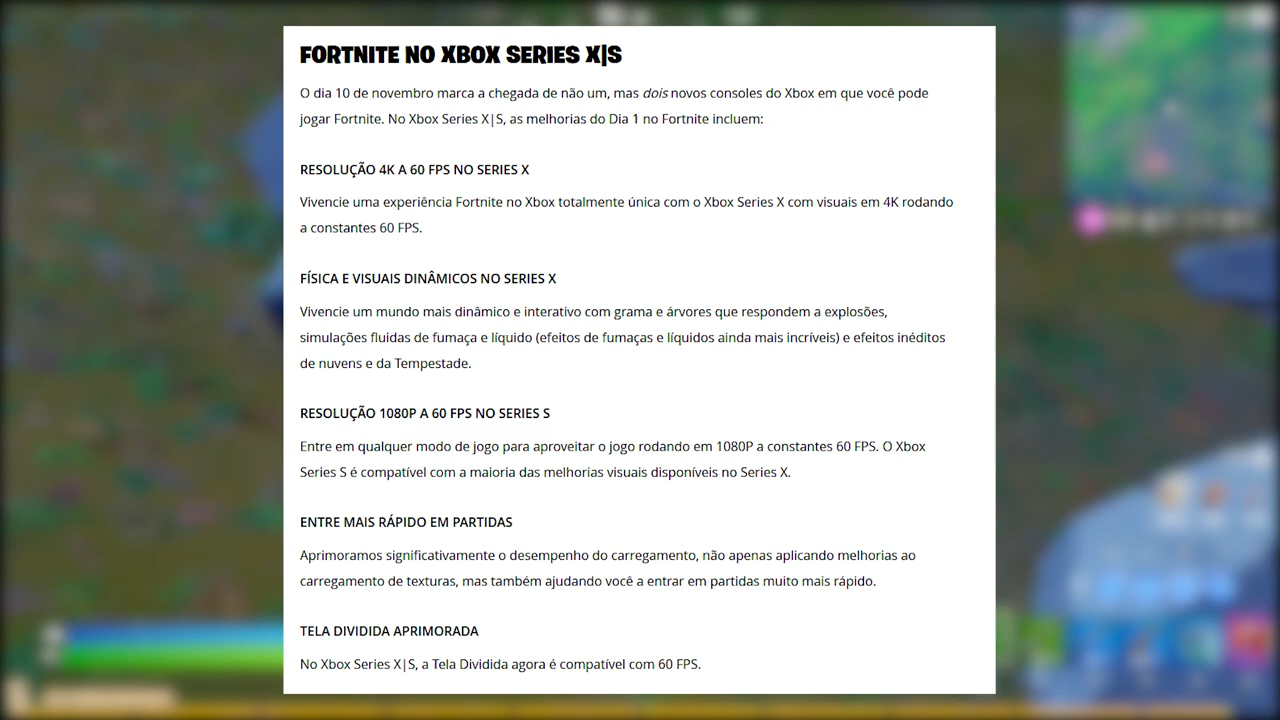 FORTNITE NO XBOX SERIES X|S
O dia 10 de novembro marca a chegada de não um, mas dois novos consoles do Xbox em que você pode
jogar Fortnite. No Xbox Series X|S, as melhorias do Dia 1 no Fortnite incluem:
RESOLUÇÃO 4K A 60 FPS NO SERIES X
Vivencie uma experiência Fortnite no Xbox totalmente única com o Xbox Series X com visuais em 4K rodando
a constantes 60 FPS.
FÍSICA E VISUAIS DINÂMICOS NO SERIES X
Vivencie um mundo mais dinâmico e interativo com grama e árvores que respondem a explosões,
simulações fluidas de fumaça e líquido (efeitos de fumaças e líquidos ainda mais incríveis) e efeitos inéditos
de nuvens e da Tempestade.
RESOLUÇÃO 1080P A 60 FPS NO SERIES S
Entre em qualquer modo de jogo para aproveitar o jogo rodando em 1080P a constantes 60 FPS. O Xbox
Series S é compatível com a maioria das melhorias visuais disponíveis no Series X.
ENTRE MAIS RÁPIDO EM PARTIDAS
Aprimoramos significativamente o desempenho do carregamento, não apenas aplicando melhorias ao
carregamento de texturas, mas também ajudando você a entrar em partidas muito mais rápido.
TELA DIVIDIDA APRIMORADA
No Xbox Series X|S, a Tela Dividida agora é compatível com 60 FPS.